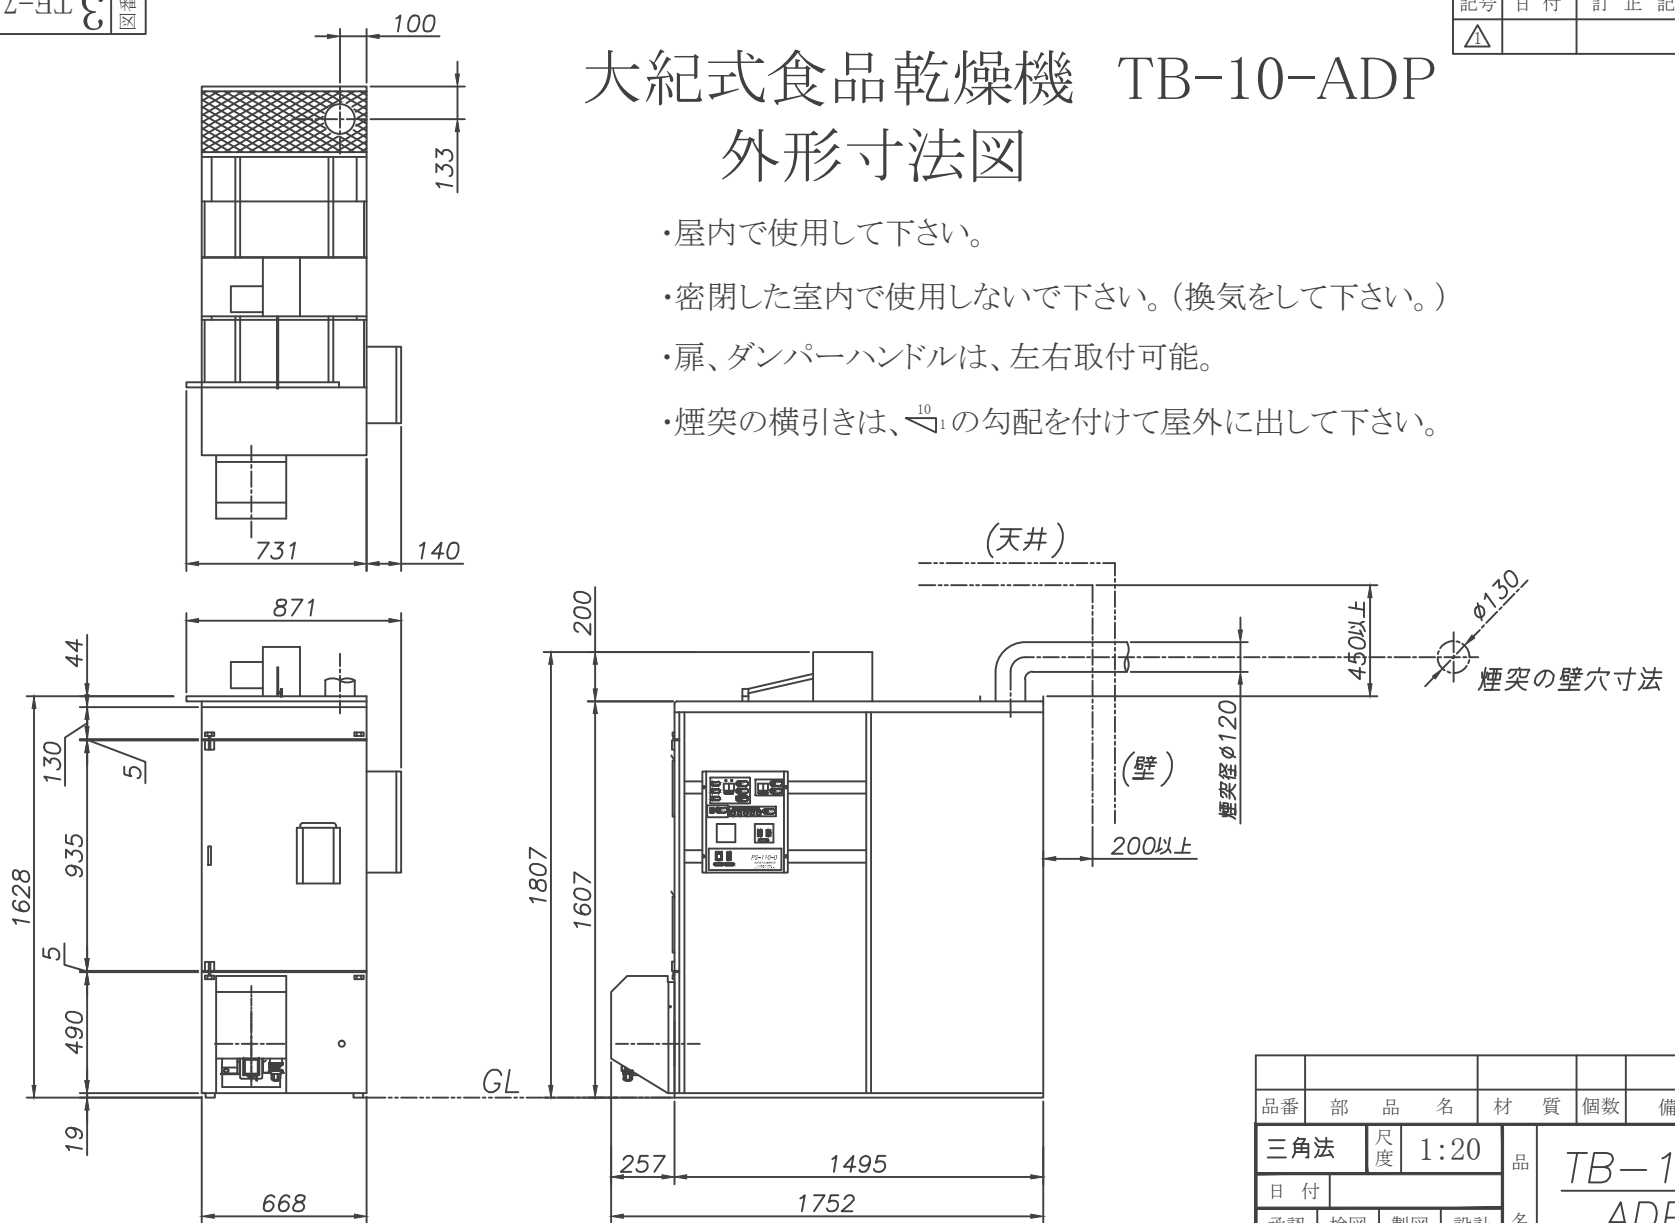 記号 日付 訂 正 記
1
大紀式食品乾燥機 TB-10-ADP
外形寸法図
・屋内で使用して下さい。
・密閉した室内で使用しないで下さい。(換気をして下さい。)
・扉、ダンパーハンドルは、左右取付可能。
・煙突の横引きは、10 1 の勾配を付けて屋外に出して下さい。
100
133
731
140
871
44
130
5
935
1628
5
490
19
668
GL
(天井)
200
450以上
ø130
煙突の壁穴寸法
煙突径ø120
(壁)
200以上
1807
1607
PS-110-D
257
1495
1752
品番 部 品 名 材 質 個数 備
三角法 尺度 1:20 品名 TB-1
日 付
承認 検図 製図 設計